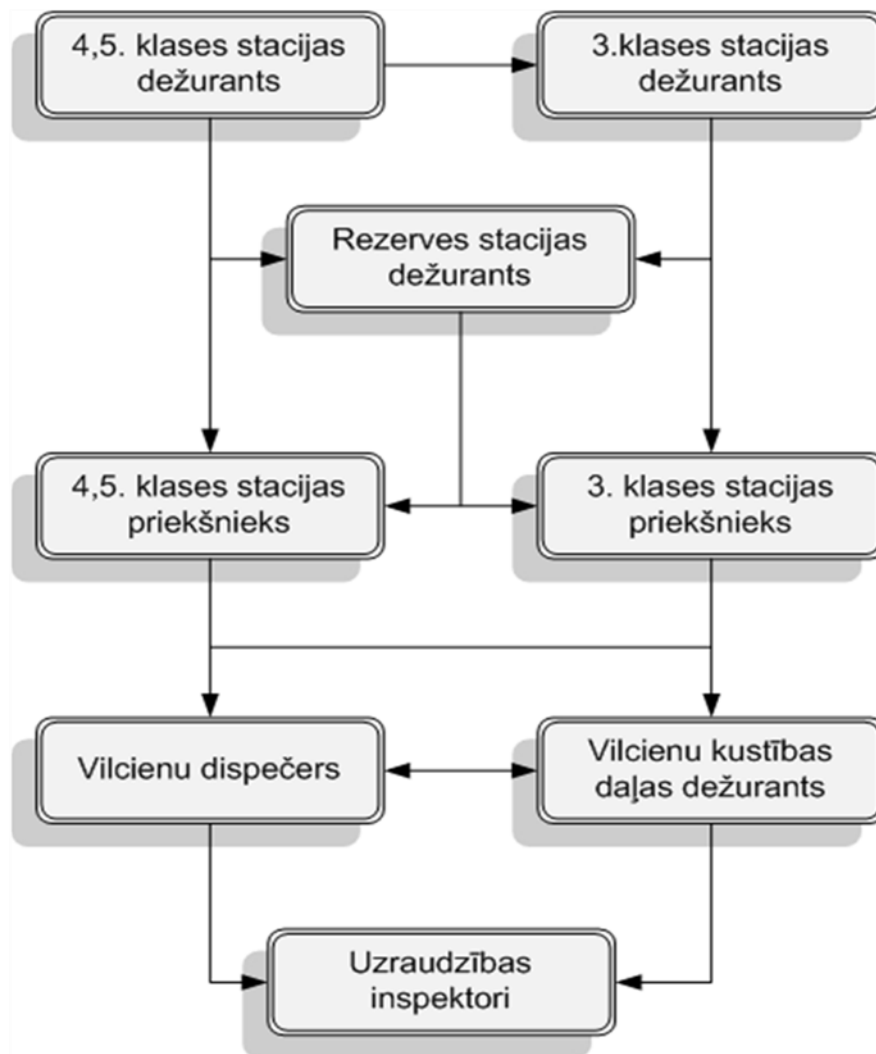 4,5. klases stacijas
dežurants
3.klases stacijas
dežurants
Rezerves stacijas
dežurants
4,5. klases stacijas
priekšnieks
3. klases stacijas
priekšnieks
Vilcienu dispečers
Vilcienu kustības
daļas dežurants
Uzraudzības
inspektori